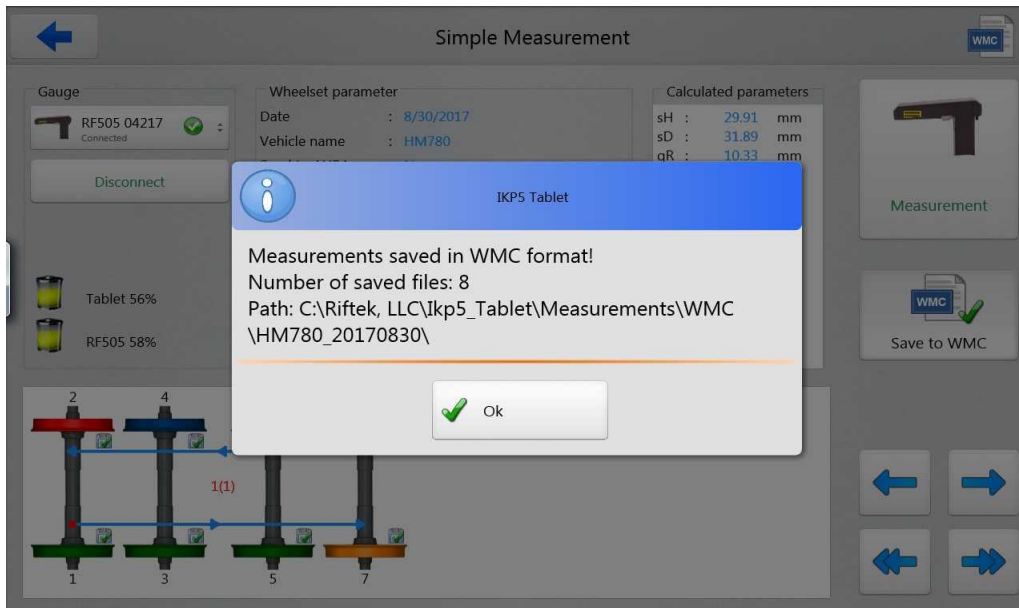 Simple Measurement
WMC
Gauge
RF505 04217
Connected
Disconnect
Tablet 56%
RF505 58%
Wheelset parameter
Date : 8/30/2017
Vehicle name : HM780
Calculated parameters
sH : 29.91 mm
sD : 31.89 mm
qR : 10.33 mm
IKP5 Tablet
Measurements saved in WMC format!
Number of saved files: 8
Path: C:\Riftek, LLC\Ikp5_Tablet\Measurements\WMC
\HM780_20170830\
Ok
Measurement
WMC
Save to WMC
2 4
1(1)
1 3 5 7